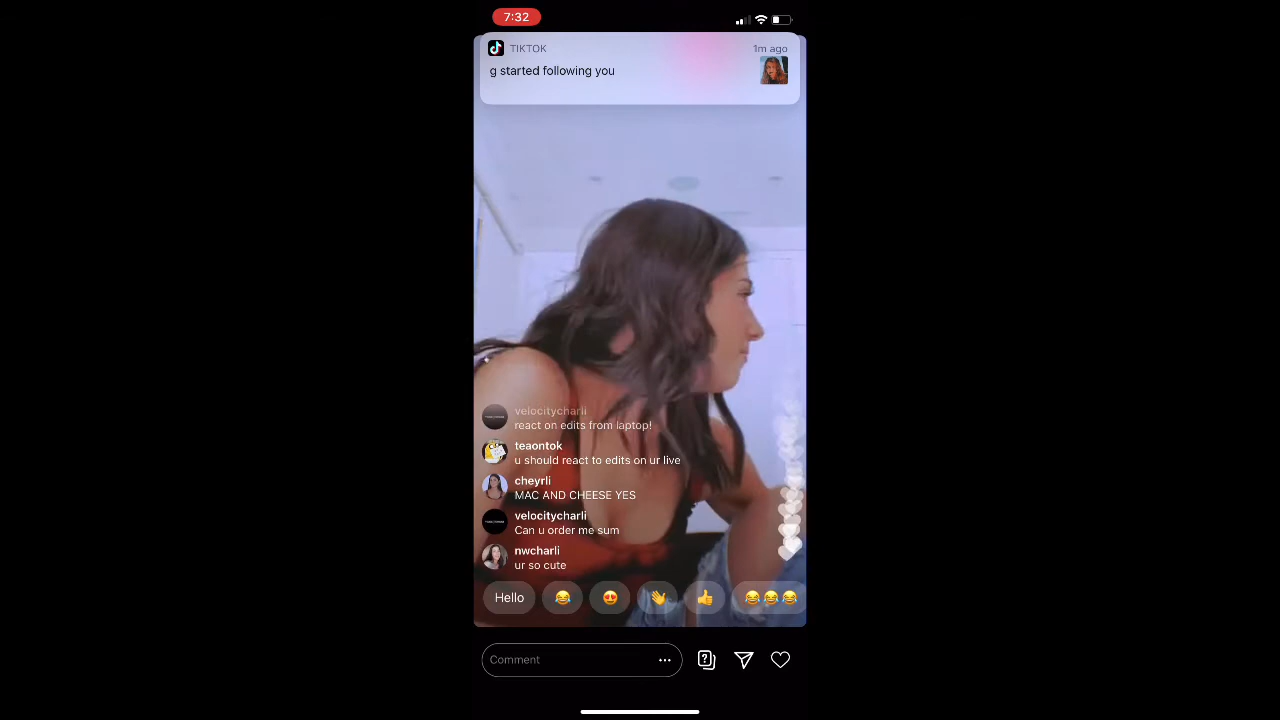 7:32
TIKTOK
1m ago
g started following you
velocitycharli
react on edits from laptop!
teaontok
u should react to edits on ur live
cheyrli
MAC AND CHEESE YES
velocitycharli
Can u order me sum
nwcharli
ur so cute
Hello
Comment